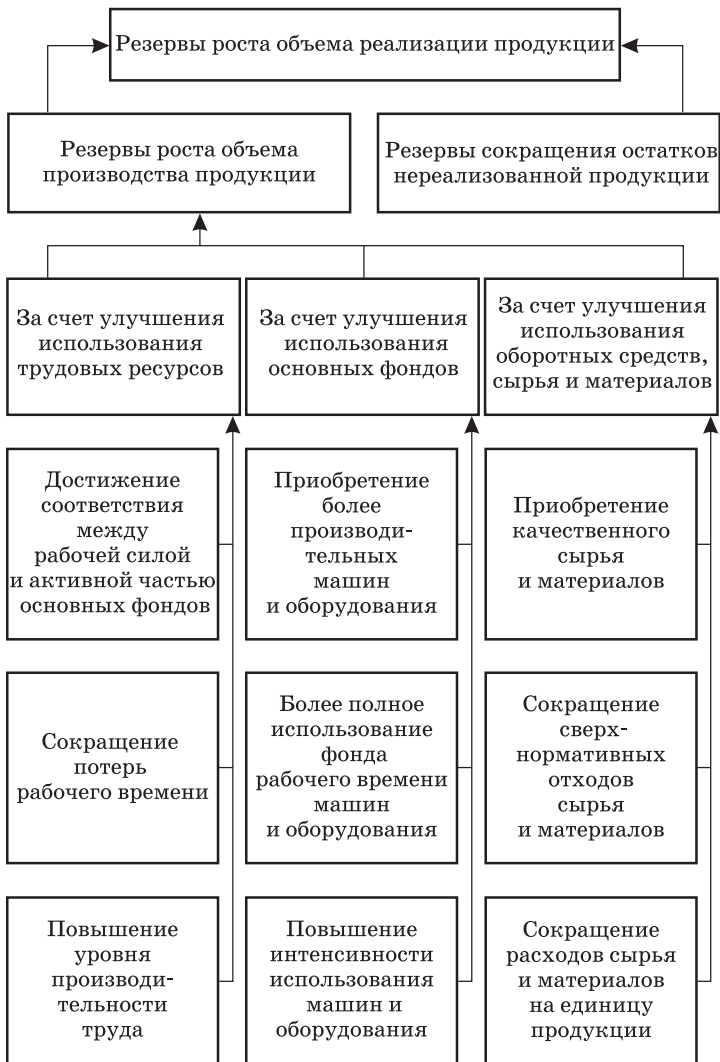 Резервы роста объема реализации продукции
Резервы роста объема
производства продукции
Резервы сокращения остатков
нереализованной продукции
За счет улучшения
использования
трудовых ресурсов
За счет улучшения
использования
основных фондов
За счет улучшения
использования
оборотных средств,
сырья и материалов
Достижение
соответствия
между
рабочей силой
и активной частью
основных фондов
Приобретение
более
производи-
тельных
машин
и оборудования
Приобретение
качественного
сырья
и материалов
Сокращение
потерь
рабочего времени
Более полное
использование
фонда
рабочего времени
машин
и оборудования
Сокращение
сверх-
нормативных
отходов
сырья
и материалов
Повышение
уровня
производи-
тельности
труда
Повышение
интенсивности
использования
машин и
оборудования
Сокращение
расходов сырья
и материалов
на единицу
продукции